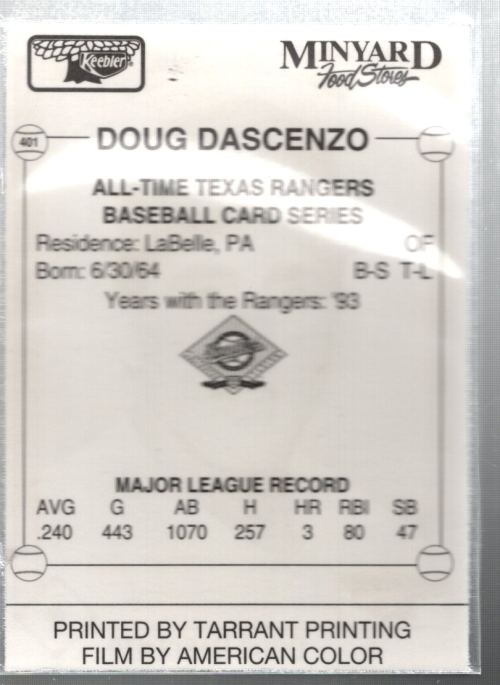 Keebler
MINYARD
Food Stores
401
DOUG DASCENZO
ALL-TIME TEXAS RANGERS
BASEBALL CARD SERIES
Residence: LaBelle, PA OF
Born: 6/30/64 B-S T-L
Years with the Rangers: '93
MAJOR LEAGUE RECORD
AVG G AB H HR RBI SB
.240 443 1070 257 3 80 47
PRINTED BY TARRANT PRINTING
FILM BY AMERICAN COLOR